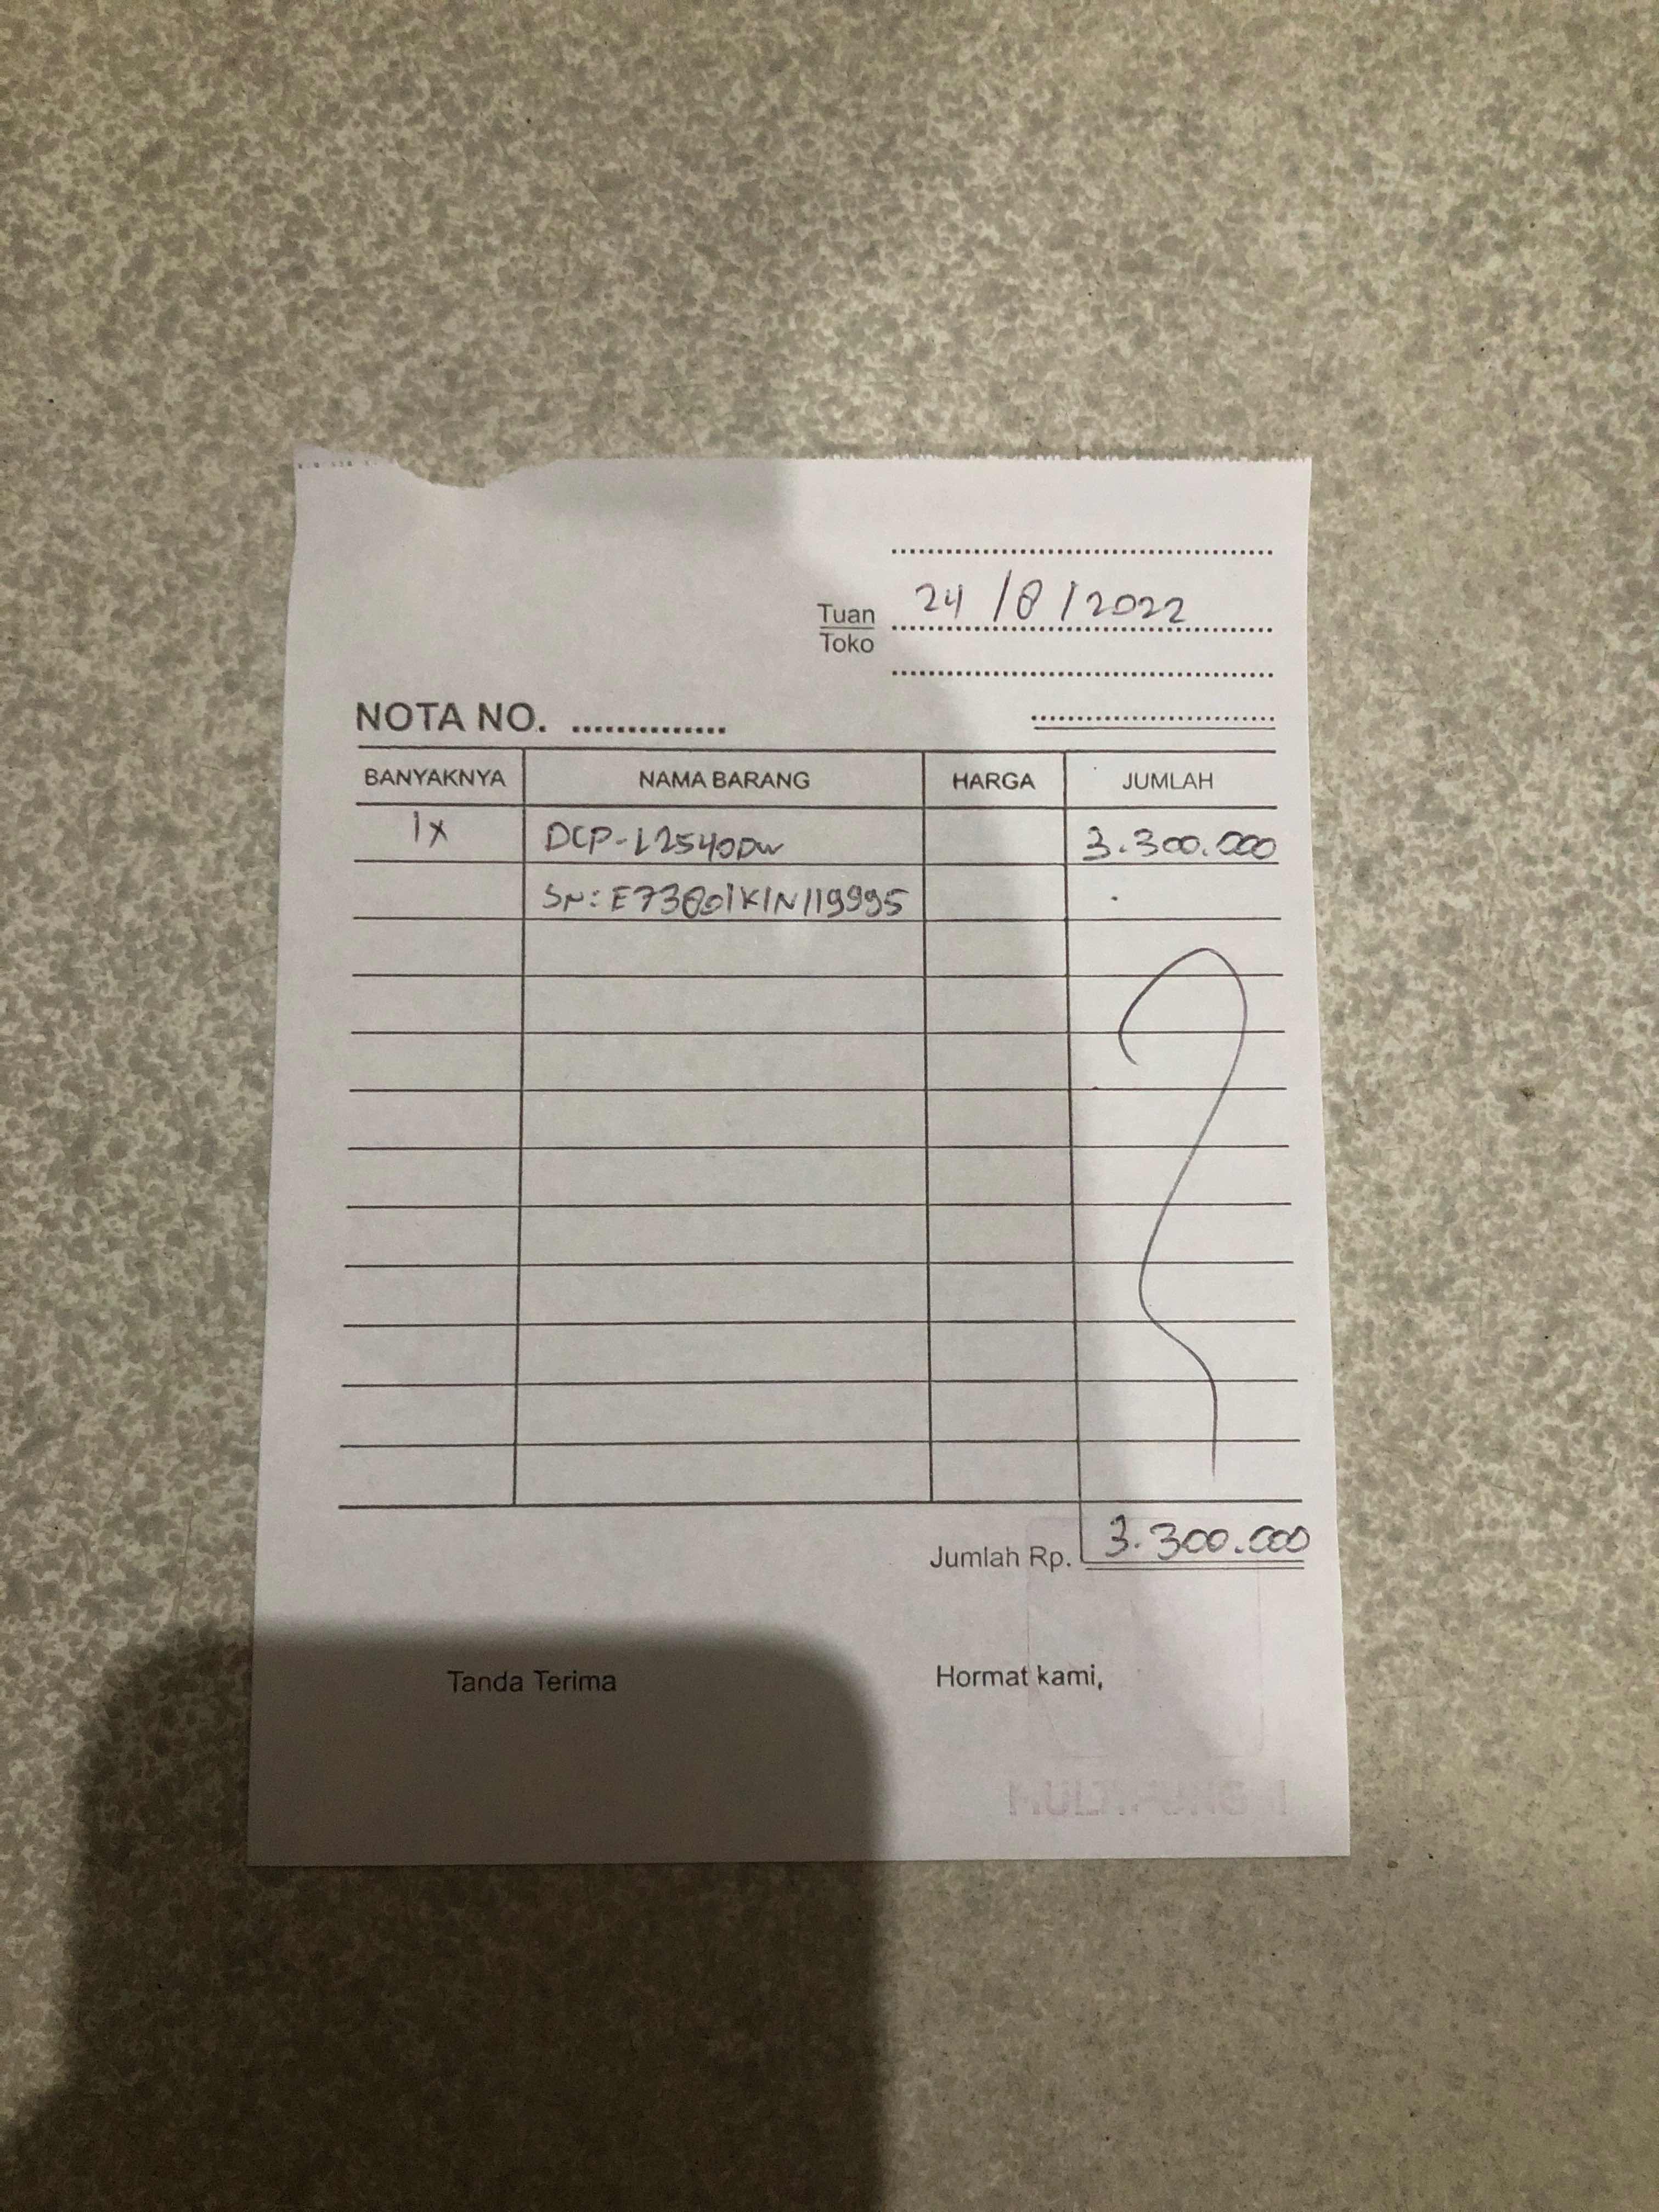 24/8/2022
Tuan
Toko
NOTA NO. ..............
BANYAKNYA NAMA BARANG HARGA JUMLAH
1x DCP-L2540DW 3.300.000
SN: E73801K1N119995
Jumlah Rp. 3.300.000
Tanda Terima Hormat kami,